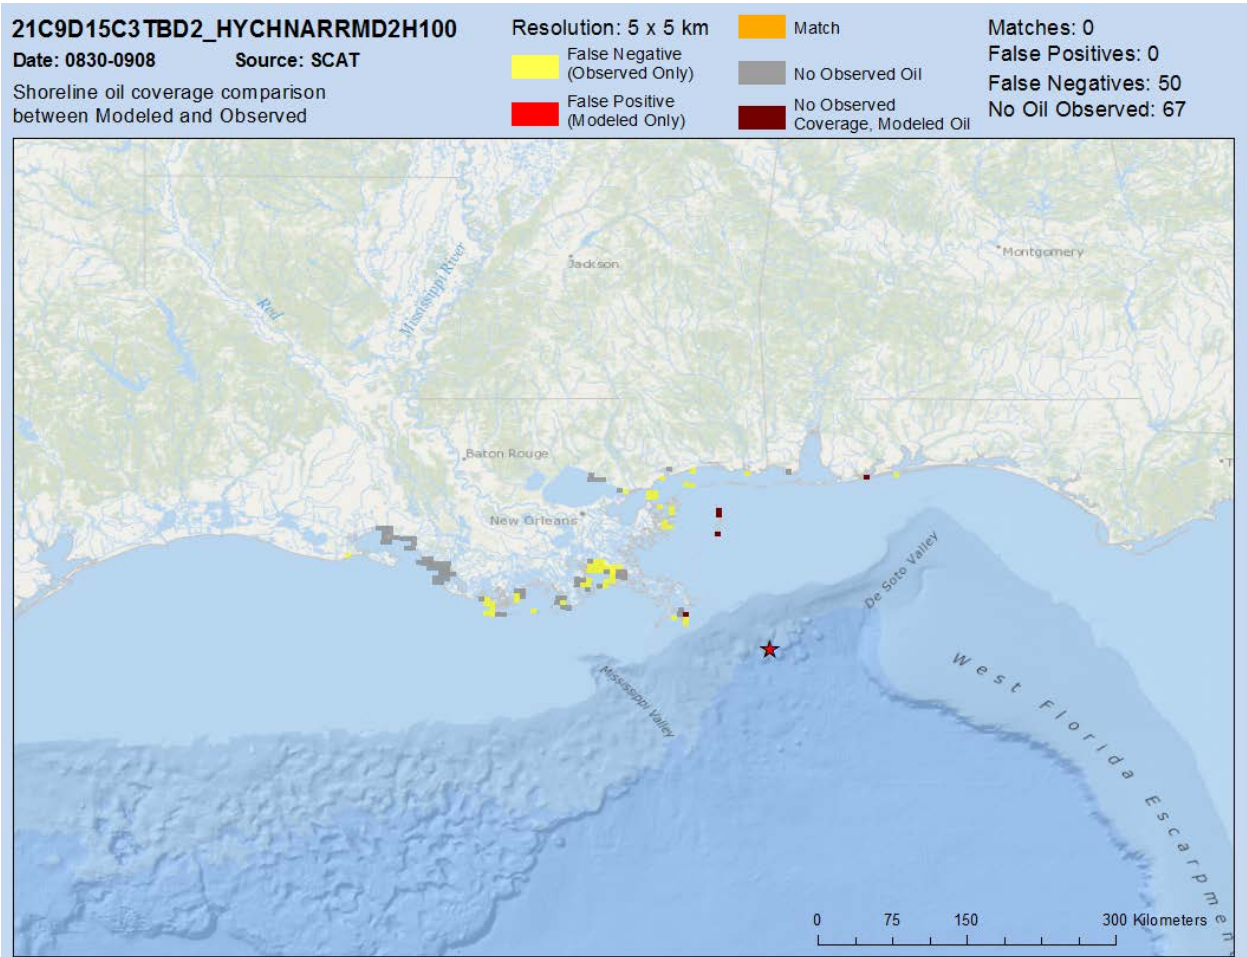 21C9D15C3TBD2_HYCHNARRMD2H100
Date: 0830-0908 Source: SCAT
Shoreline oil coverage comparison
between Modeled and Observed
Resolution: 5 x 5 km
False Negative
(Observed Only)
False Positive
(Modeled Only)
Match
No Observed Oil
No Observed
Coverage, Modeled Oil
Matches: 0
False Positives: 0
False Negatives: 50
No Oil Observed: 67
Montgomery
Jackson
Mississippi River
Red
Baton Rouge
New Orleans
De Soto Valley
Mississippi Valley
West Florida Escarpmen
0 75 150 300 Kilometers